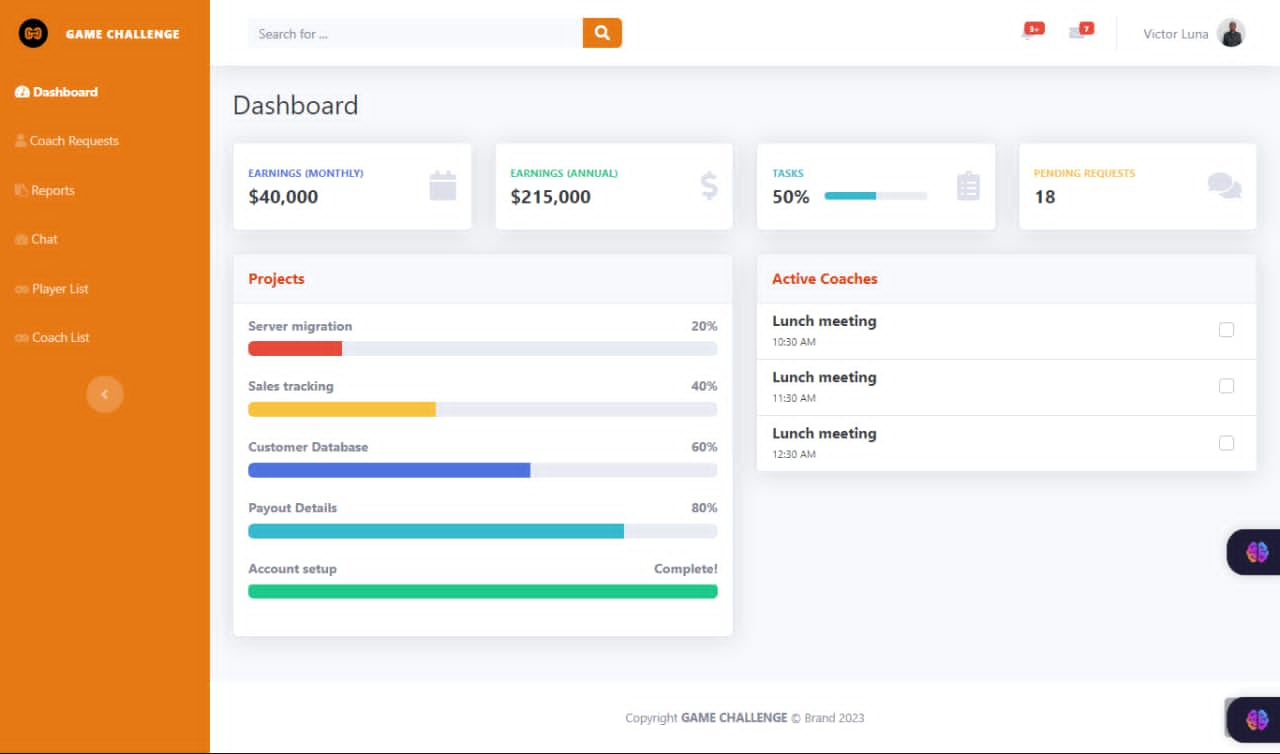 GAME CHALLENGE
Search for ...
3+
7
Victor Luna
Dashboard
Coach Requests
Reports
Chat
Player List
Coach List
Dashboard
EARNINGS (MONTHLY)
$40,000
EARNINGS (ANNUAL)
$215,000
TASKS
50%
PENDING REQUESTS
18
Projects
Server migration 20%
Sales tracking 40%
Customer Database 60%
Payout Details 80%
Account setup Complete!
Active Coaches
Lunch meeting
10:30 AM
Lunch meeting
11:30 AM
Lunch meeting
12:30 AM
Copyright GAME CHALLENGE © Brand 2023